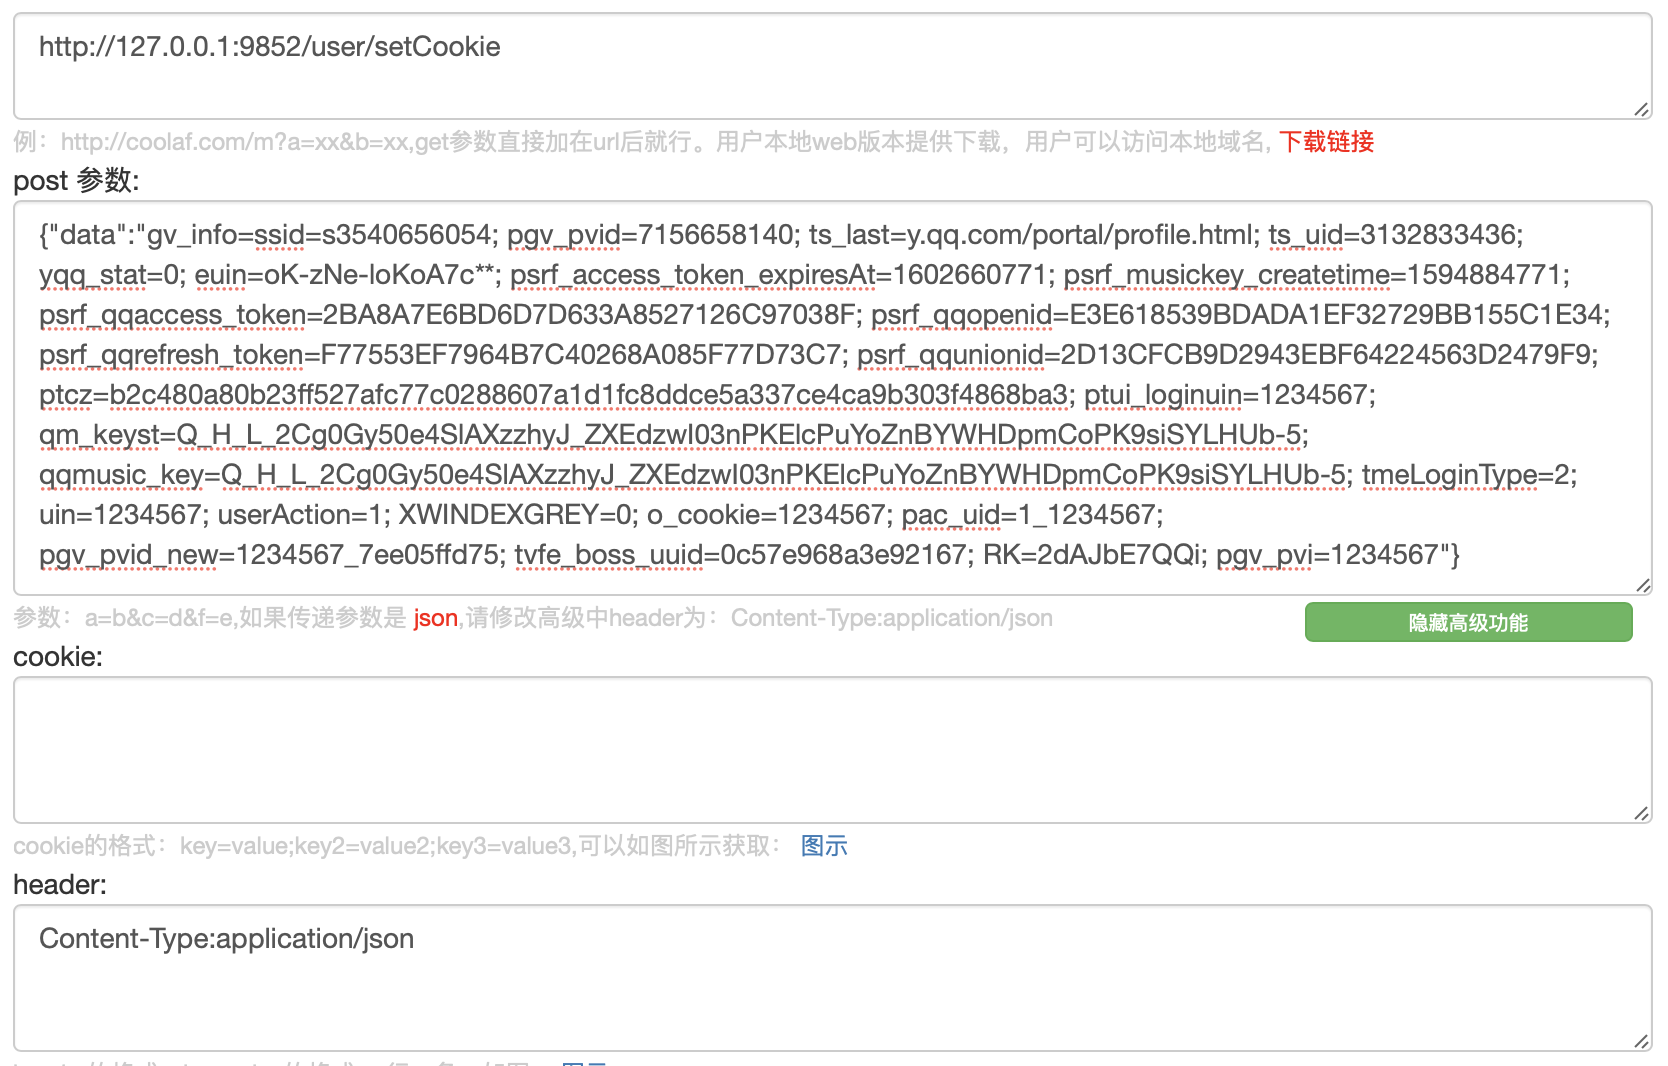 http://127.0.0.1:9852/user/setCookie
例：http://coolaf.com/m?a=xx&b=xx,get参数直接加在url后就行。用户本地web版本提供下载，用户可以访问本地域名, 下载链接
post 参数:
{"data":"gv_info=ssid=s3540656054; pgv_pvid=7156658140; ts_last=y.qq.com/portal/profile.html; ts_uid=3132833436;
yqq_stat=0; euin=oK-zNe-loKoA7c**; psrf_access_token_expiresAt=1602660771; psrf_musickey_createtime=1594884771;
psrf_qqaccess_token=2BA8A7E6BD6D7D633A8527126C97038F; psrf_qqopenid=E3E618539BDADA1EF32729BB155C1E34;
psrf_qqrefresh_token=F77553EF7964B7C40268A085F77D73C7; psrf_qqunionid=2D13CFCB9D2943EBF64224563D2479F9;
ptcz=b2c480a80b23ff527afc77c0288607a1d1fc8ddce5a337ce4ca9b303f4868ba3; ptui_loginuin=1234567;
qm_keyst=Q_H_L_2Cg0Gy50e4SlAXzzhyJ_ZXEdzwI03nPKElcPuYoZnBYWHDpmCoPK9siSYLHUb-5;
qqmusic_key=Q_H_L_2Cg0Gy50e4SlAXzzhyJ_ZXEdzwI03nPKElcPuYoZnBYWHDpmCoPK9siSYLHUb-5; tmeLoginType=2;
uin=1234567; userAction=1; XWINDEXGREY=0; o_cookie=1234567; pac_uid=1_1234567;
pgv_pvid_new=1234567_7ee05ffd75; tvfe_boss_uuid=0c57e968a3e92167; RK=2dAJbE7QQi; pgv_pvi=1234567"}
参数：a=b&c=d&f=e,如果传递参数是 json,请修改高级中header为：Content-Type:application/json
隐藏高级功能
cookie:
cookie的格式：key=value;key2=value2;key3=value3,可以如图所示获取： 图示
header:
Content-Type:application/json